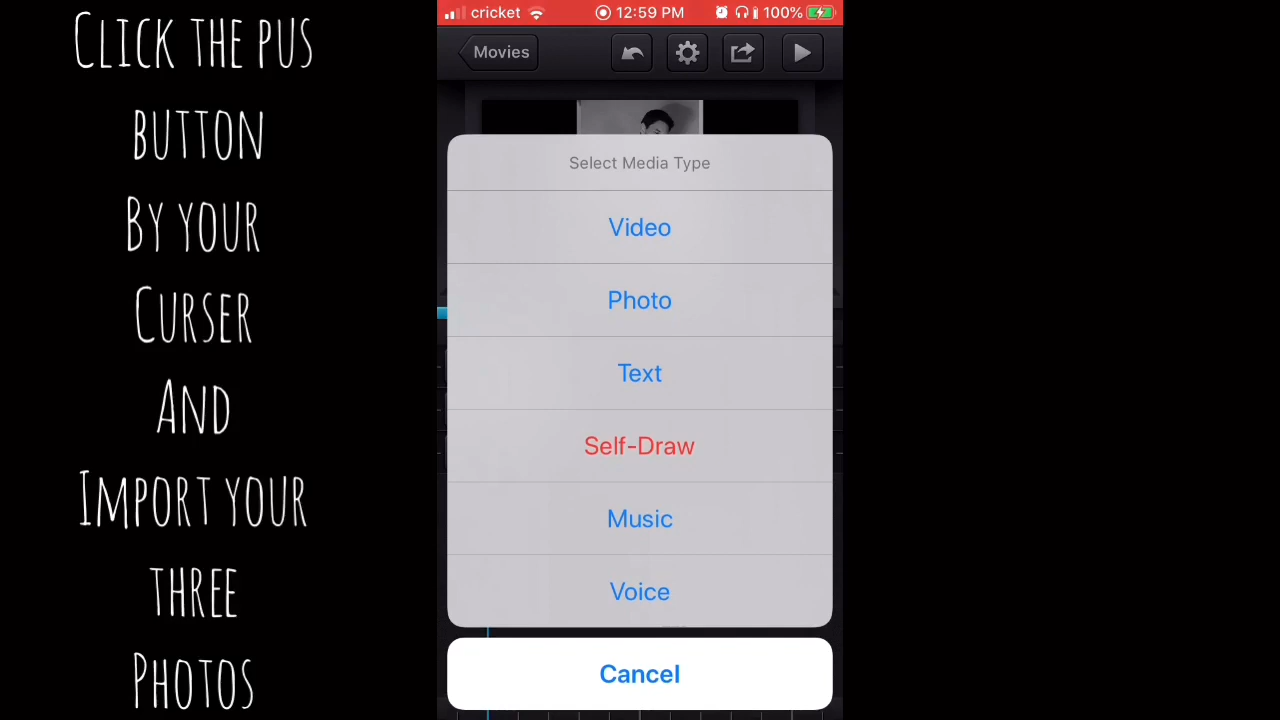 Click the pus
button
By your
Curser
And
Import your
three
Photos
cricket 12:59 PM 100%
Movies
Select Media Type
Video
Photo
Text
Self-Draw
Music
Voice
Cancel